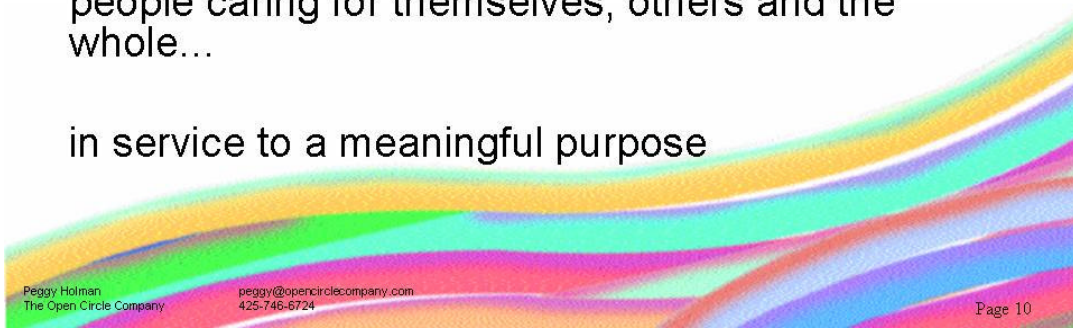 people caring for themselves, others and the
whole...
in service to a meaningful purpose
Peggy Holman
The Open Circle Company
peggy@opencirclecompany.com
425-746-6724
Page 10